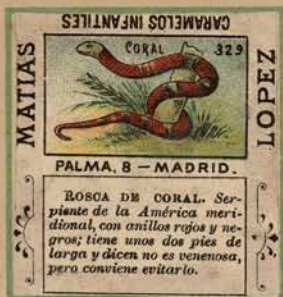 CARAMELOS INFANTILES
MATIAS
CORAL
329
LOPEZ
PALMA, 8 — MADRID.
ROSCA DE CORAL. Ser-
piente de la América meri-
dional, con anillos rojos y ne-
gros; tiene unos dos pies de
larga y dicen no es venenosa,
pero conviene evitarlo.